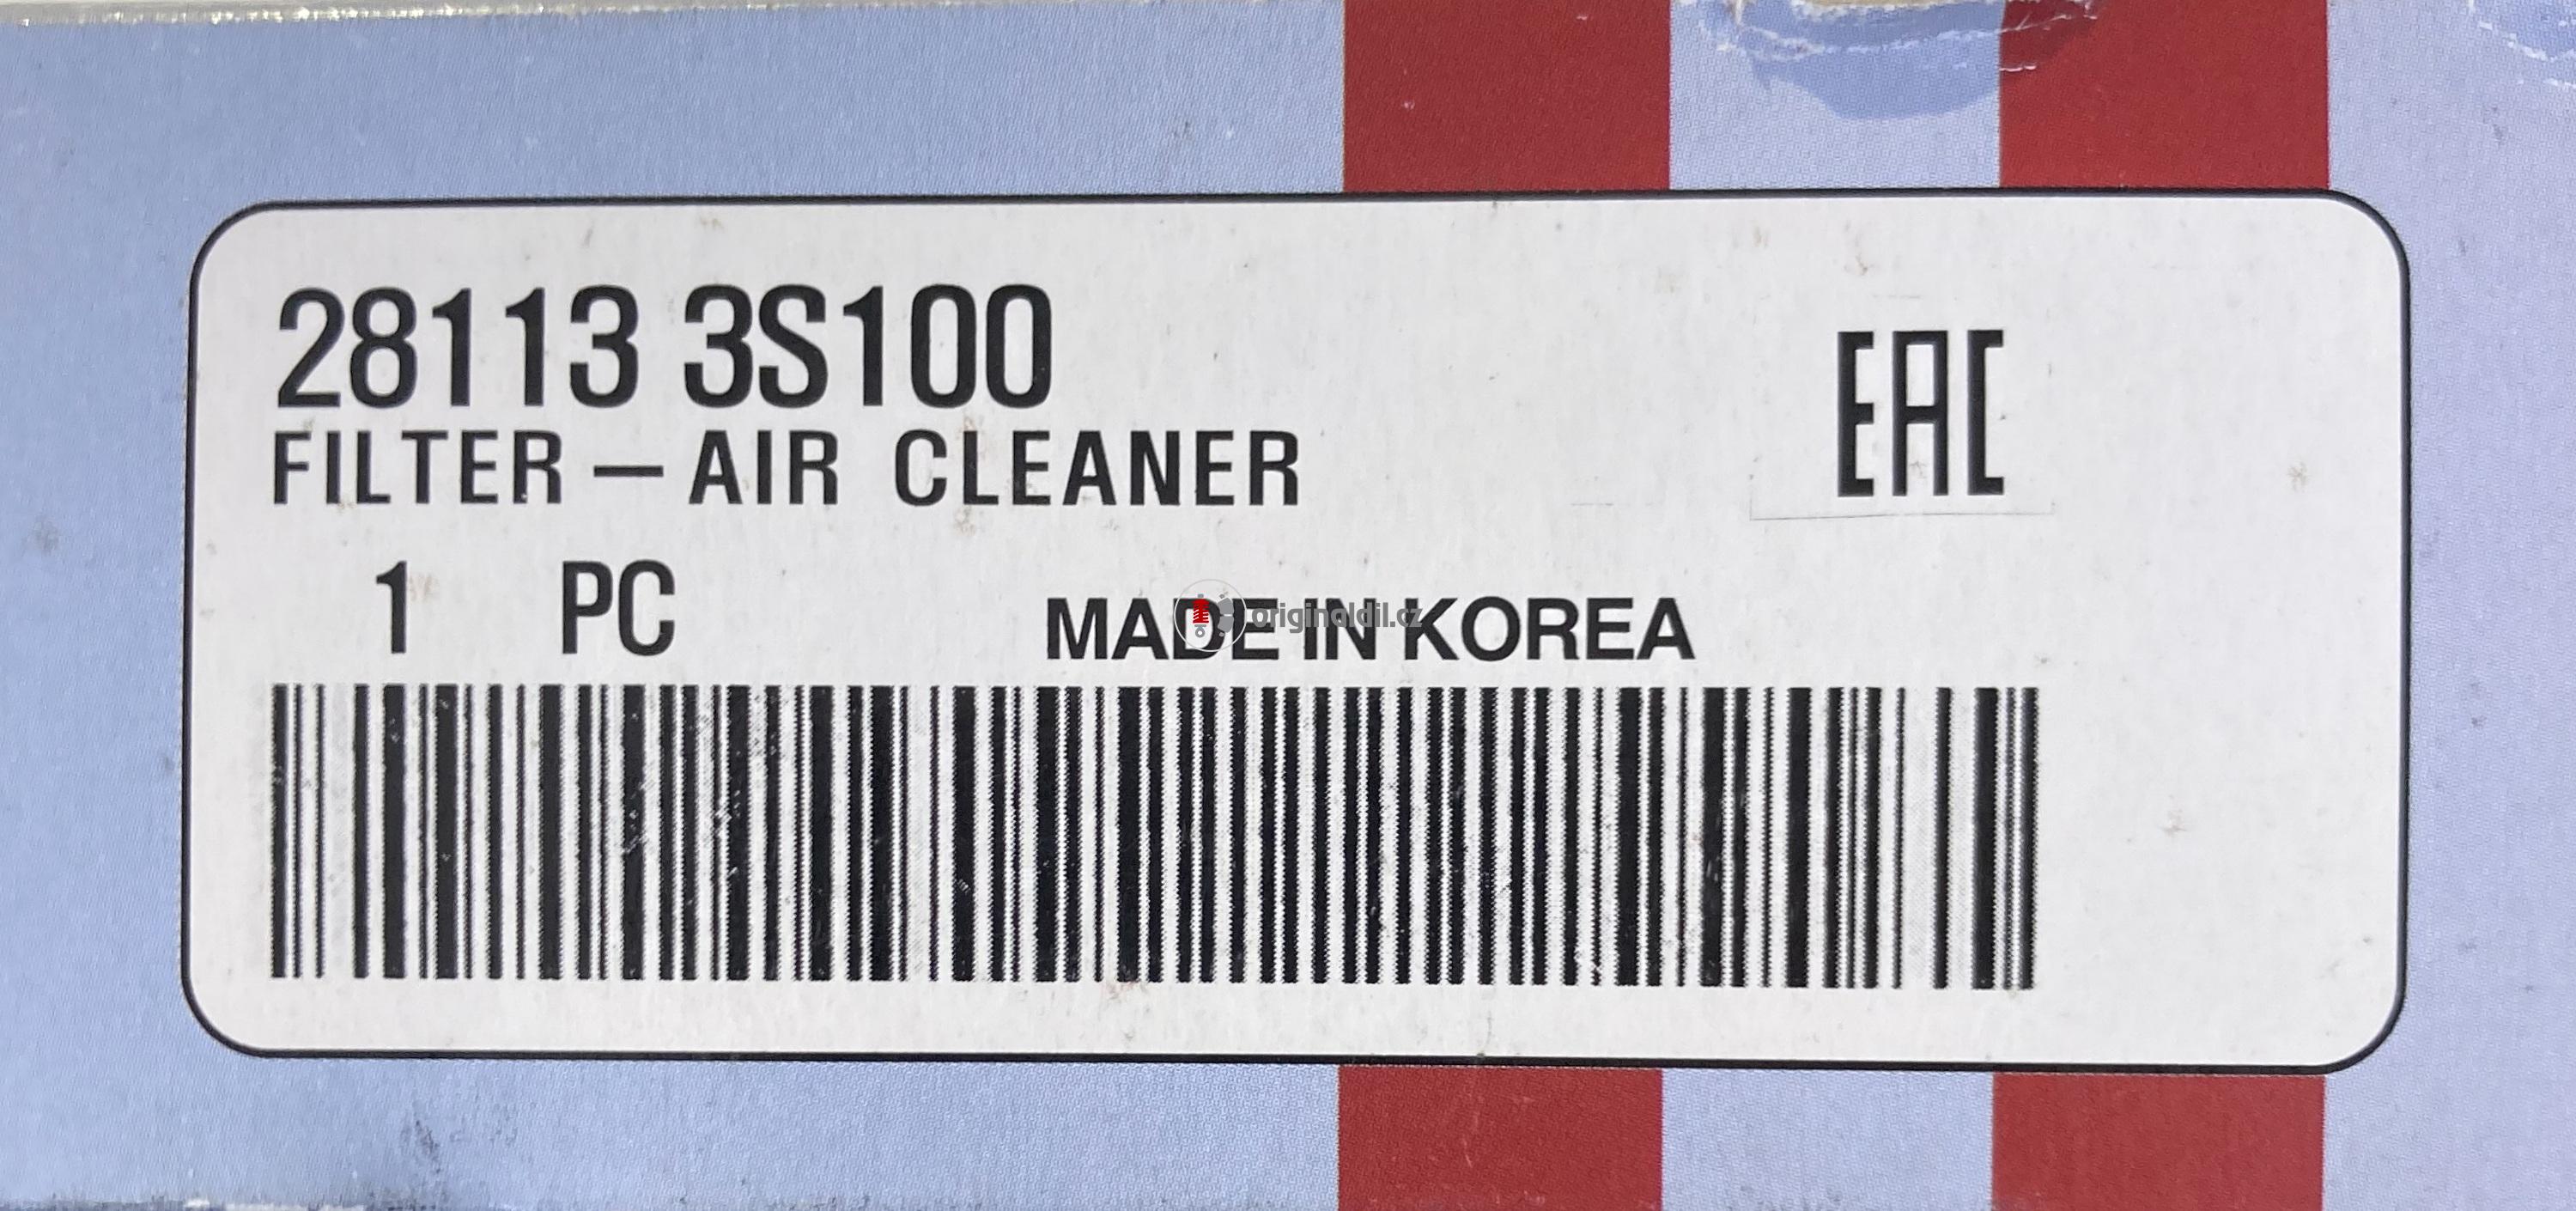 28113 3S100
FILTER — AIR CLEANER
EAC
1 PC
MADE IN KOREA
originaldil.cz